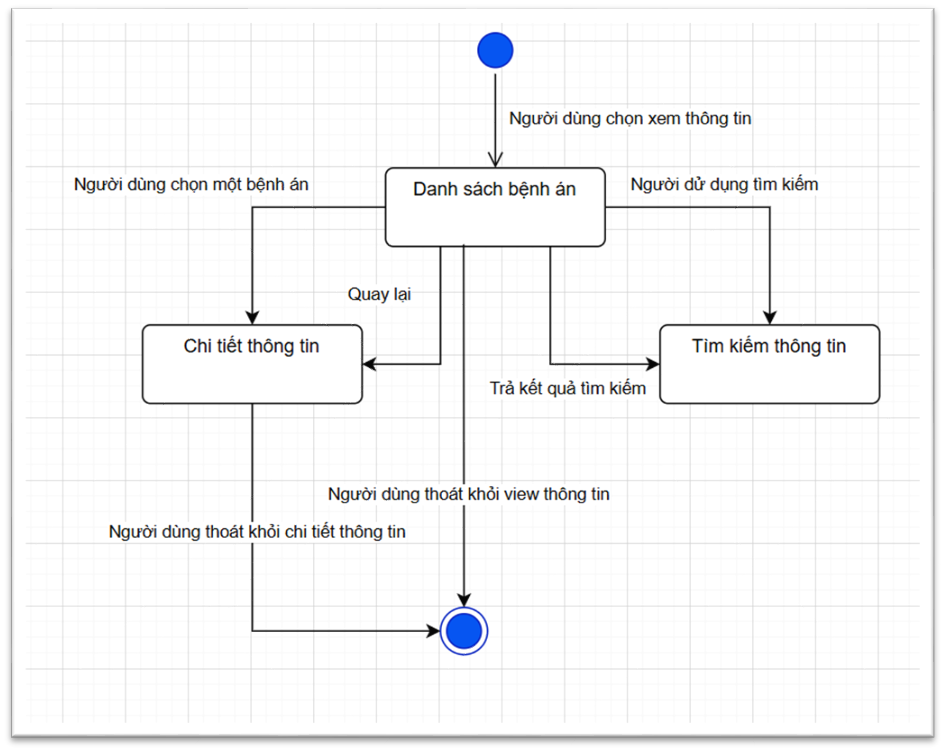 Người dùng chọn xem thông tin
Người dùng chọn một bệnh án
Danh sách bệnh án
Người dử dụng tìm kiếm
Quay lại
Chi tiết thông tin
Tìm kiếm thông tin
Trả kết quả tìm kiếm
Người dùng thoát khỏi view thông tin
Người dùng thoát khỏi chi tiết thông tin